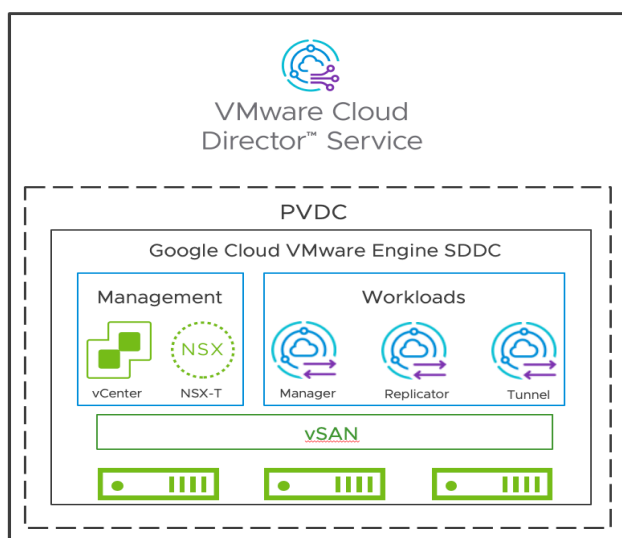 VMware Cloud
Director™ Service
PVDC
Google Cloud VMware Engine SDDC
Management
Workloads
NSX
vCenter
NSX-T
Manager
Replicator
Tunnel
vSAN